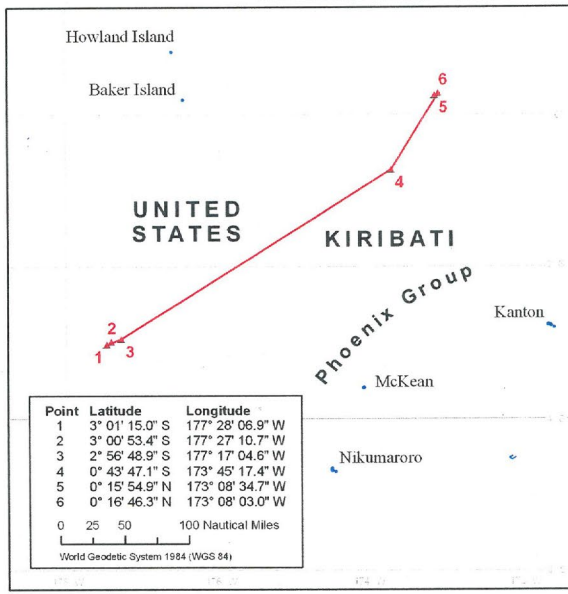 Howland Island
Baker Island
6
5
4
UNITED
STATES
KIRIBATI
Phoenix Group
Kanton
2
1
3
McKean
Nikumaroro
Point Latitude Longitude
1 3° 01' 15.0" S 177° 28' 06.9" W
2 3° 00' 53.4" S 177° 27' 10.7" W
3 2° 56' 48.9" S 177° 17' 04.6" W
4 0° 43' 47.1" S 173° 45' 17.4" W
5 0° 15' 54.9" N 173° 08' 34.7" W
6 0° 16' 46.3" N 173° 08' 03.0" W
0 25 50 100 Nautical Miles
World Geodetic System 1984 (WGS 84)